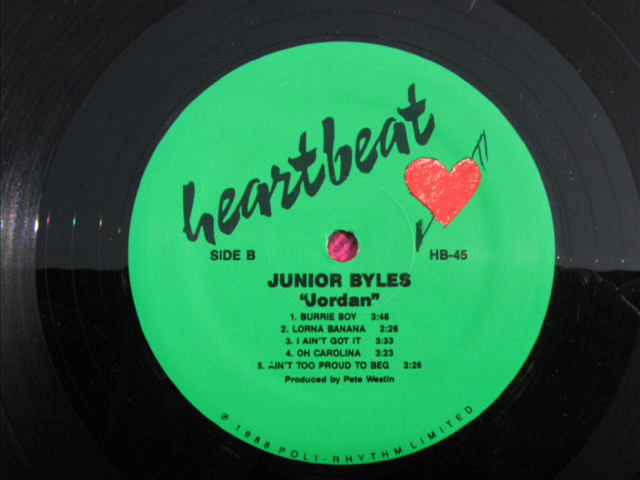 heartbeat
SIDE B
HB-45
JUNIOR BYLES
"Jordan"
1. BURRIE BOY 3:48
2. LORNA BANANA 2:26
3. I AIN'T GOT IT 3:33
4. OH CAROLINA 3:23
5. AIN'T TOO PROUD TO BEG 3:26
Produced by Pete Westin
℗ 1988 POLI-RHYTHM LIMITED